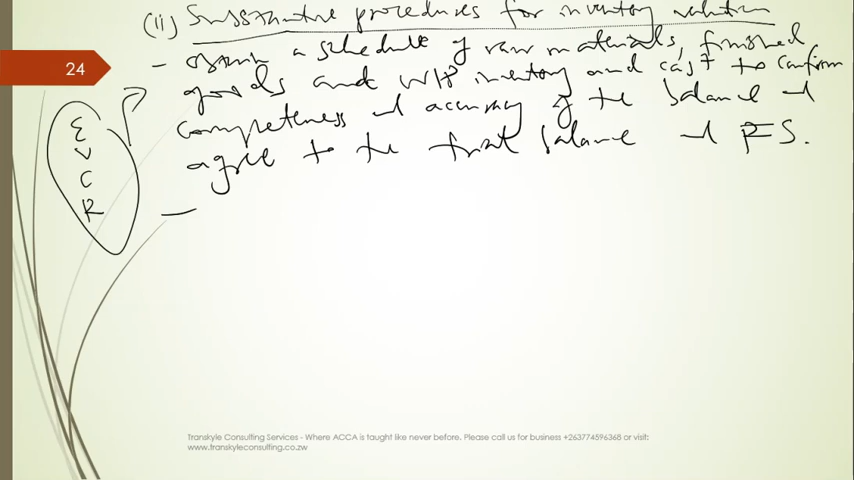 (ii) Substantive procedures for inventory valuation
- obtain a schedule of raw materials, finished
24
goods and WIP inventory and cast to confirm
completeness and accuracy of the balance and
agree to the trial balance and FS.
E
V
C
R
-
Transkyle Consulting Services - Where ACCA is taught like never before. Please call us for business +263774596368 or visit:
www.transkyleconsulting.co.zw